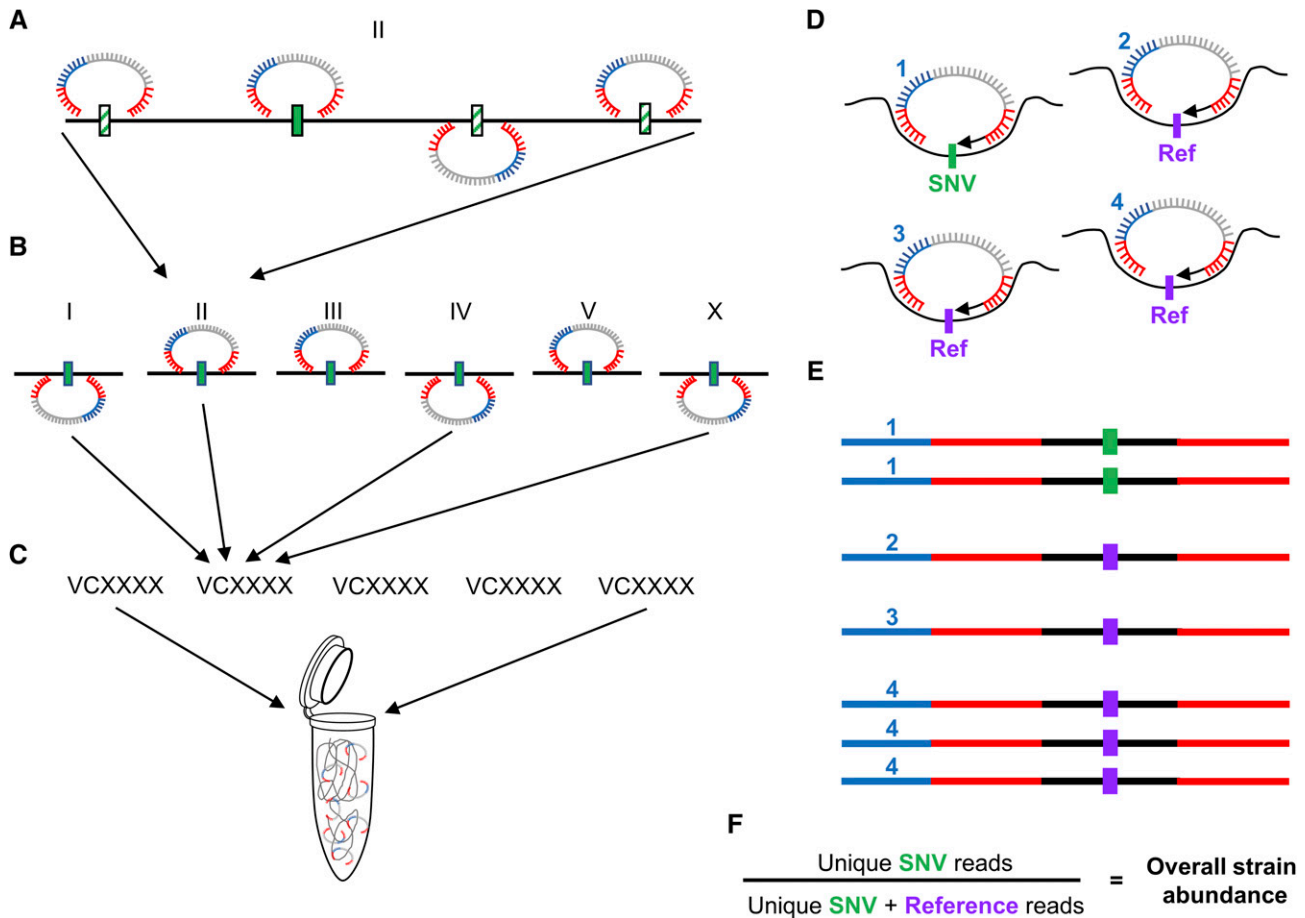 A
II
B
I II III IV V X
C
VCXXXX VCXXXX VCXXXX VCXXXX VCXXXX
D
1
SNV
2
Ref
3
Ref
4
Ref
E
1
1
2
3
4
4
4
F
Unique SNV reads
Unique SNV + Reference reads
=
Overall strain
abundance